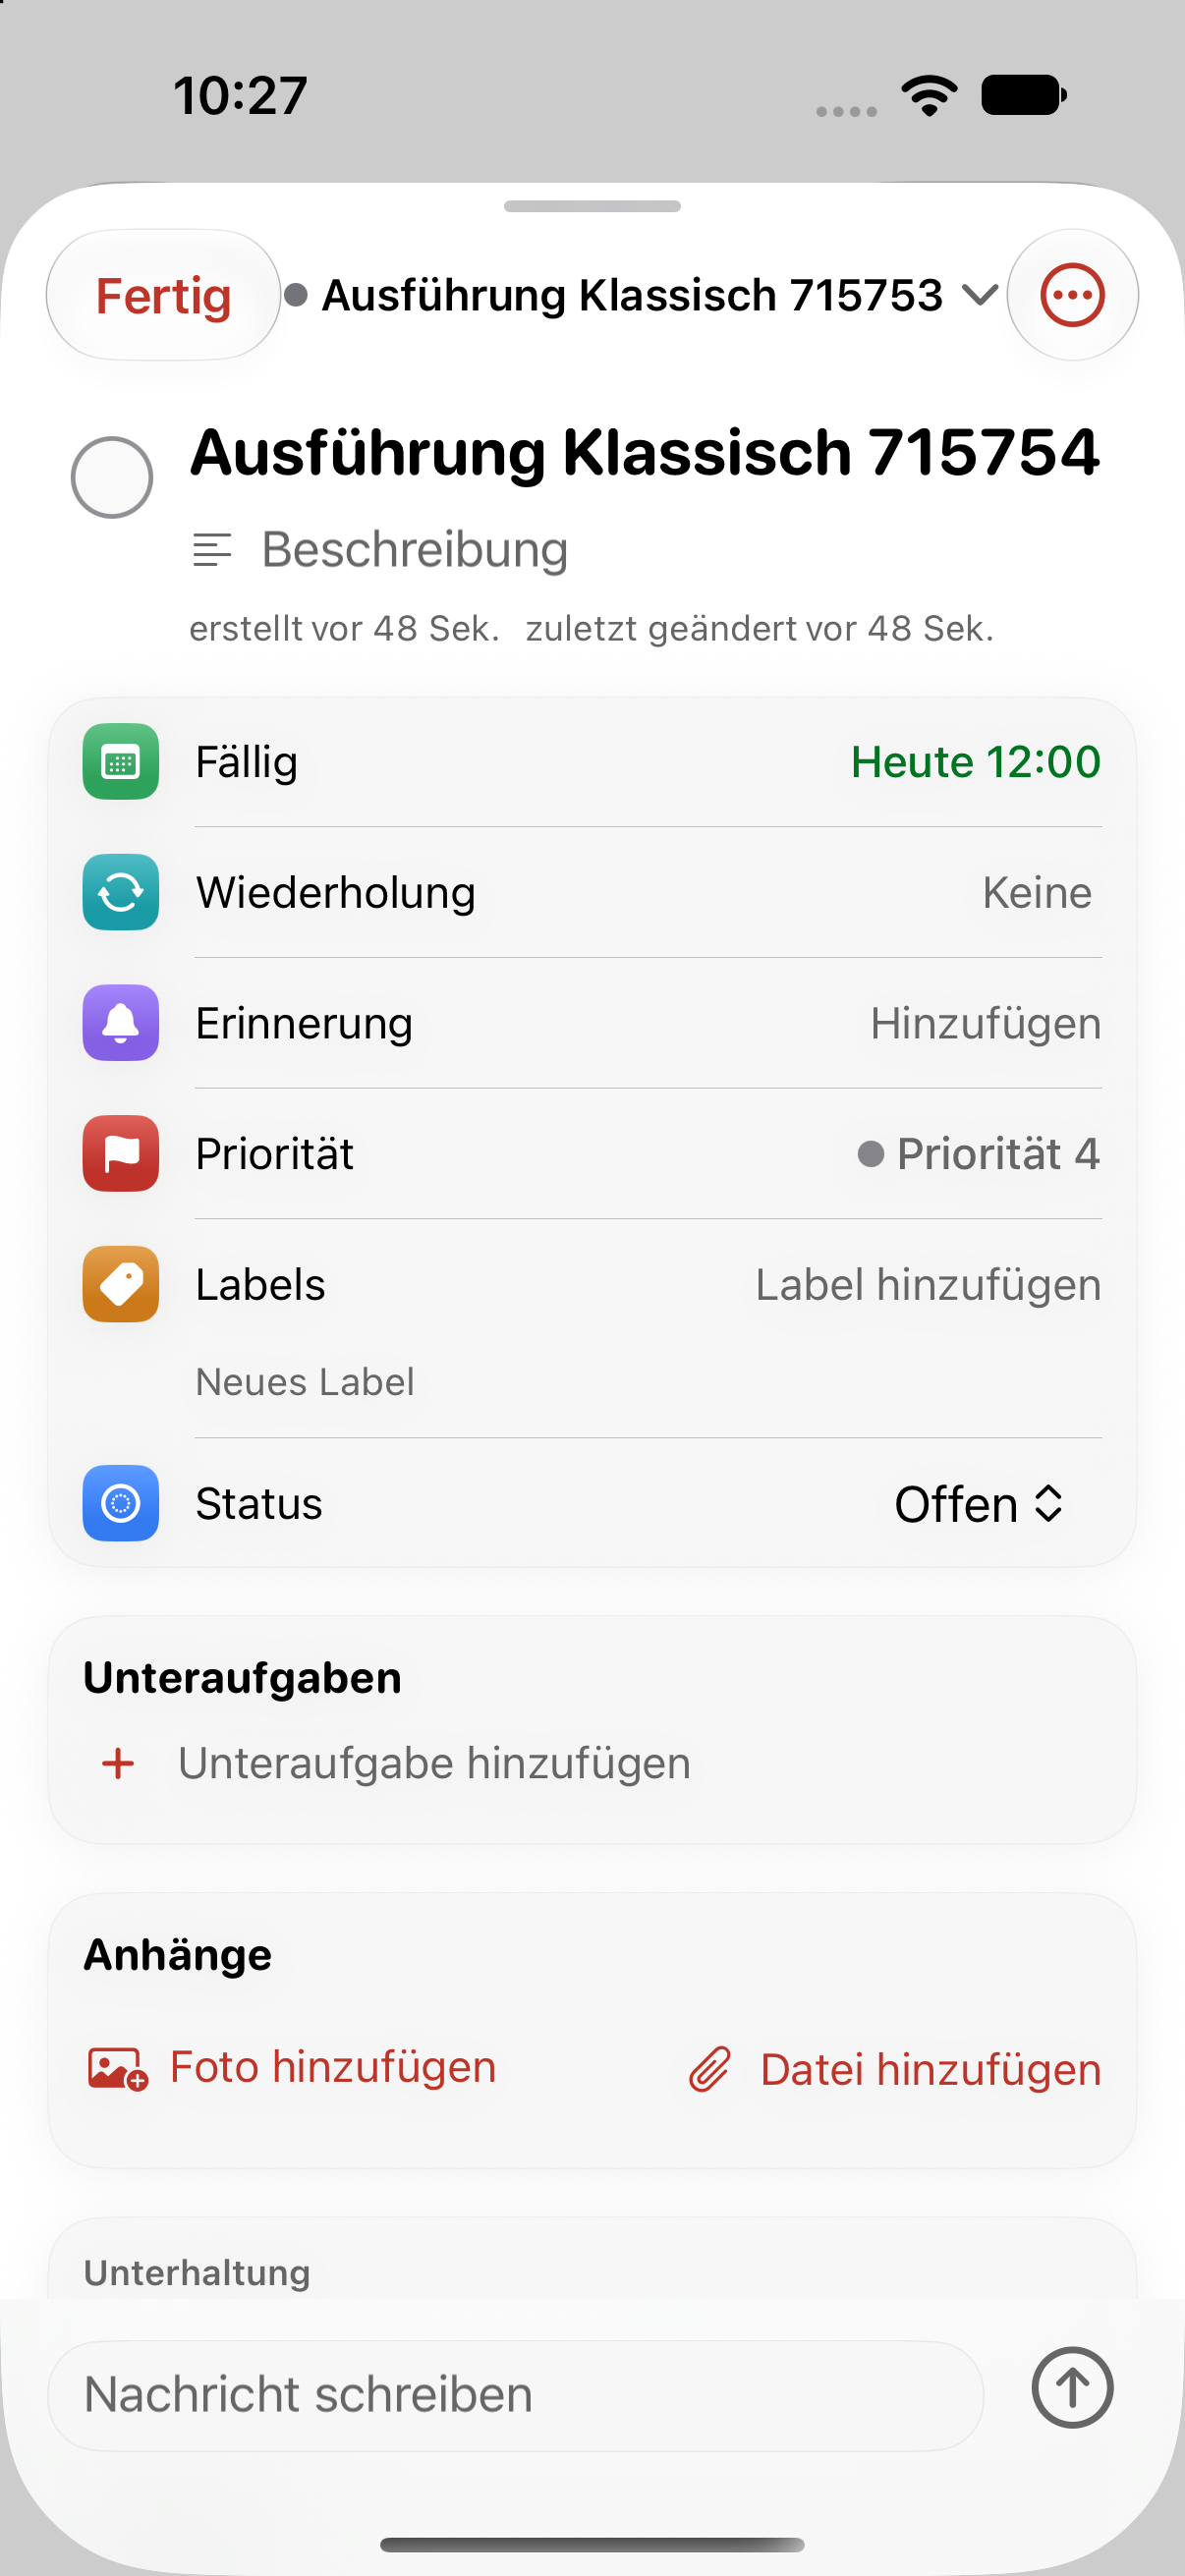 10:27
Fertig
Ausführung Klassisch 715753
Ausführung Klassisch 715754
Beschreibung
erstellt vor 48 Sek. zuletzt geändert vor 48 Sek.
Fällig Heute 12:00
Wiederholung Keine
Erinnerung Hinzufügen
Priorität Priorität 4
Labels Label hinzufügen
Neues Label
Status Offen
Unteraufgaben
+ Unteraufgabe hinzufügen
Anhänge
Foto hinzufügen Datei hinzufügen
Unterhaltung
Nachricht schreiben